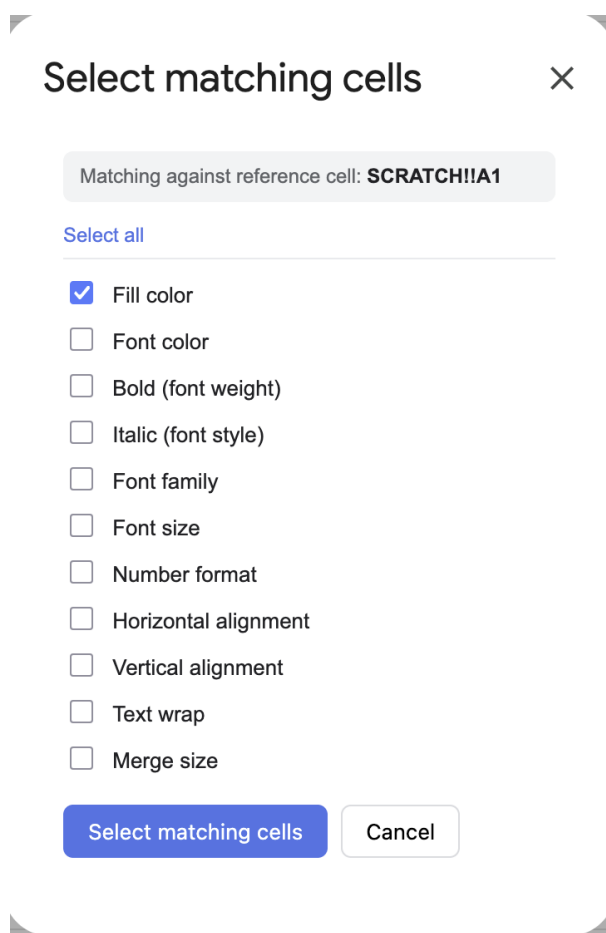 Select matching cells
Matching against reference cell: SCRATCH!!A1
Select all
Fill color
Font color
Bold (font weight)
Italic (font style)
Font family
Font size
Number format
Horizontal alignment
Vertical alignment
Text wrap
Merge size
Select matching cells
Cancel